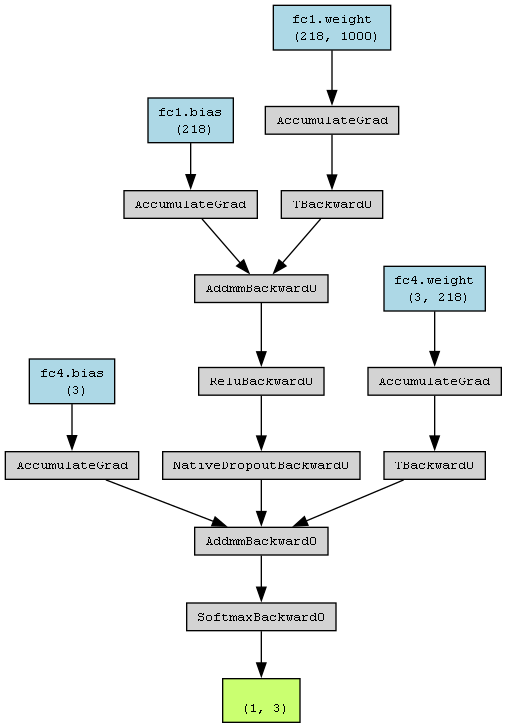 fc1.weight
(218, 1000)
fc1.bias
(218)
AccumulateGrad
AccumulateGrad
TBackward0
AddmmBackward0
fc4.weight
(3, 218)
fc4.bias
(3)
ReluBackward0
AccumulateGrad
AccumulateGrad
NativeDropoutBackward0
TBackward0
AddmmBackward0
SoftmaxBackward0
(1, 3)